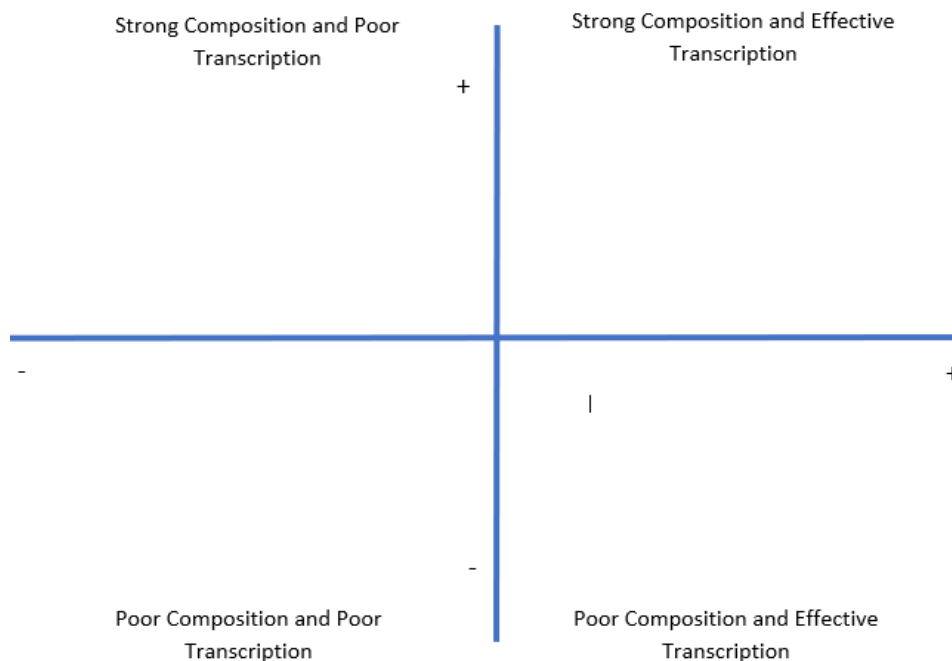 Strong Composition and Poor
Transcription
Strong Composition and Effective
Transcription
+
-
+
|
-
Poor Composition and Poor
Transcription
Poor Composition and Effective
Transcription